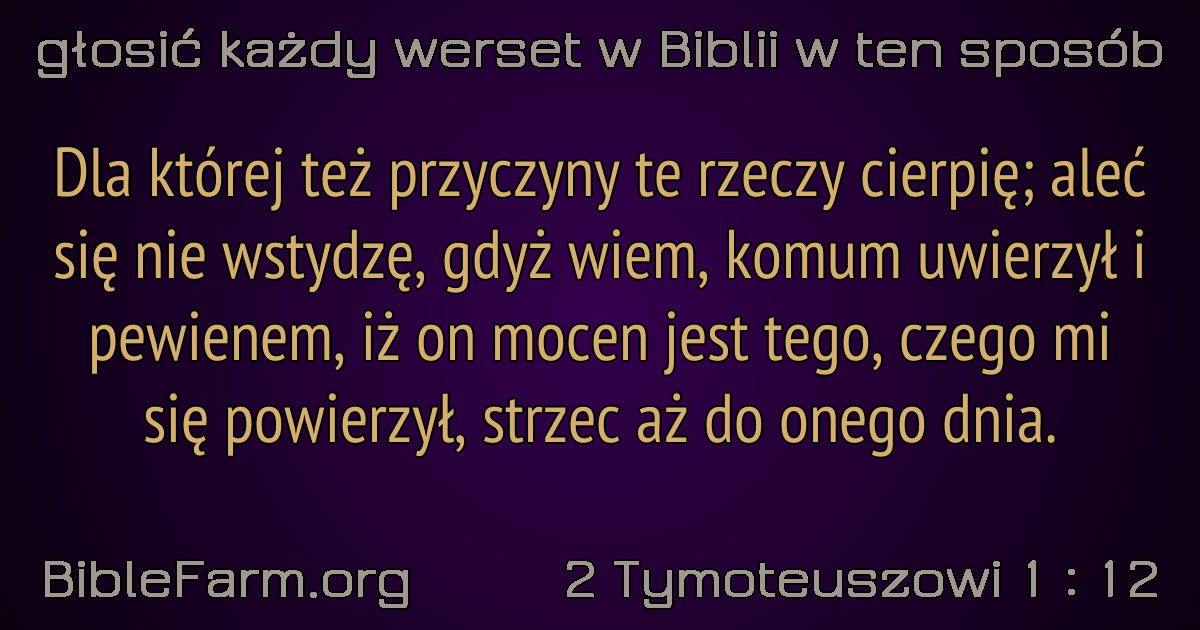 głosić każdy werset w Biblii w ten sposób
Dla której też przyczyny te rzeczy cierpię; aleć
się nie wstydzę, gdyż wiem, komum uwierzył i
pewienem, iż on mocen jest tego, czego mi
się powierzył, strzec aż do onego dnia.
BibleFarm.org
2 Tymoteuszowi 1 : 12